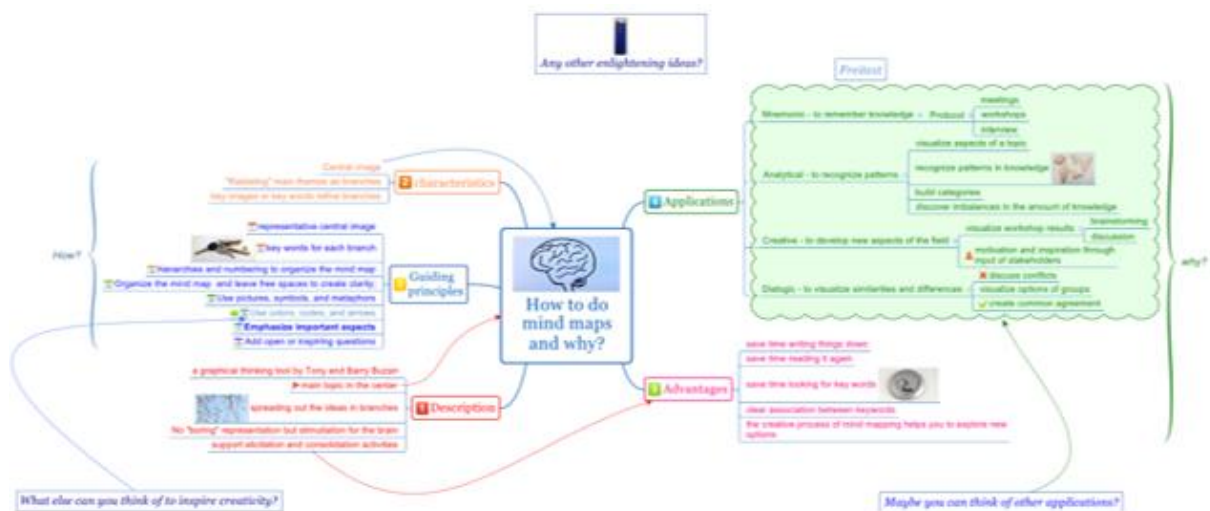 Any other enlightening ideas?
Freitext
How?
Central image
"Radiating" main themes as branches
key images or key words refine branches
2 characteristics
representative central image
key words for each branch
hierarchies and numbering to organize the mind map
Organize the mind map and leave free spaces to create clarity
Use pictures, symbols, and metaphors
Use colors, codes, and arrows
Emphasize important aspects
Add open or inspiring questions
Guiding
principles
a graphical thinking tool by Tony and Barry Buzan
main topic in the center
spreading out the ideas in branches
No "boring" representation but stimulation for the brain
support elicitation and consolidation activities
1 Description
How to do
mind maps
and why?
Applications
Mnemonic - to remember knowledge
Protocol
meetings
workshops
interview
Analytical - to recognize patterns
visualize aspects of a topic
recognize patterns in knowledge
build categories
discover imbalances in the amount of knowledge
Creative - to develop new aspects of the field
visualize workshop results
brainstorming
discussion
motivation and inspiration through
input of stakeholders
Dialogic - to visualize similarities and differences
discuss conflicts
visualize options of groups
create common agreement
why?
Advantages
save time writing things down
save time reading it again
save time looking for key words
clear association between keywords
the creative process of mind mapping helps you to explore new
options
What else can you think of to inspire creativity?
Maybe you can think of other applications?